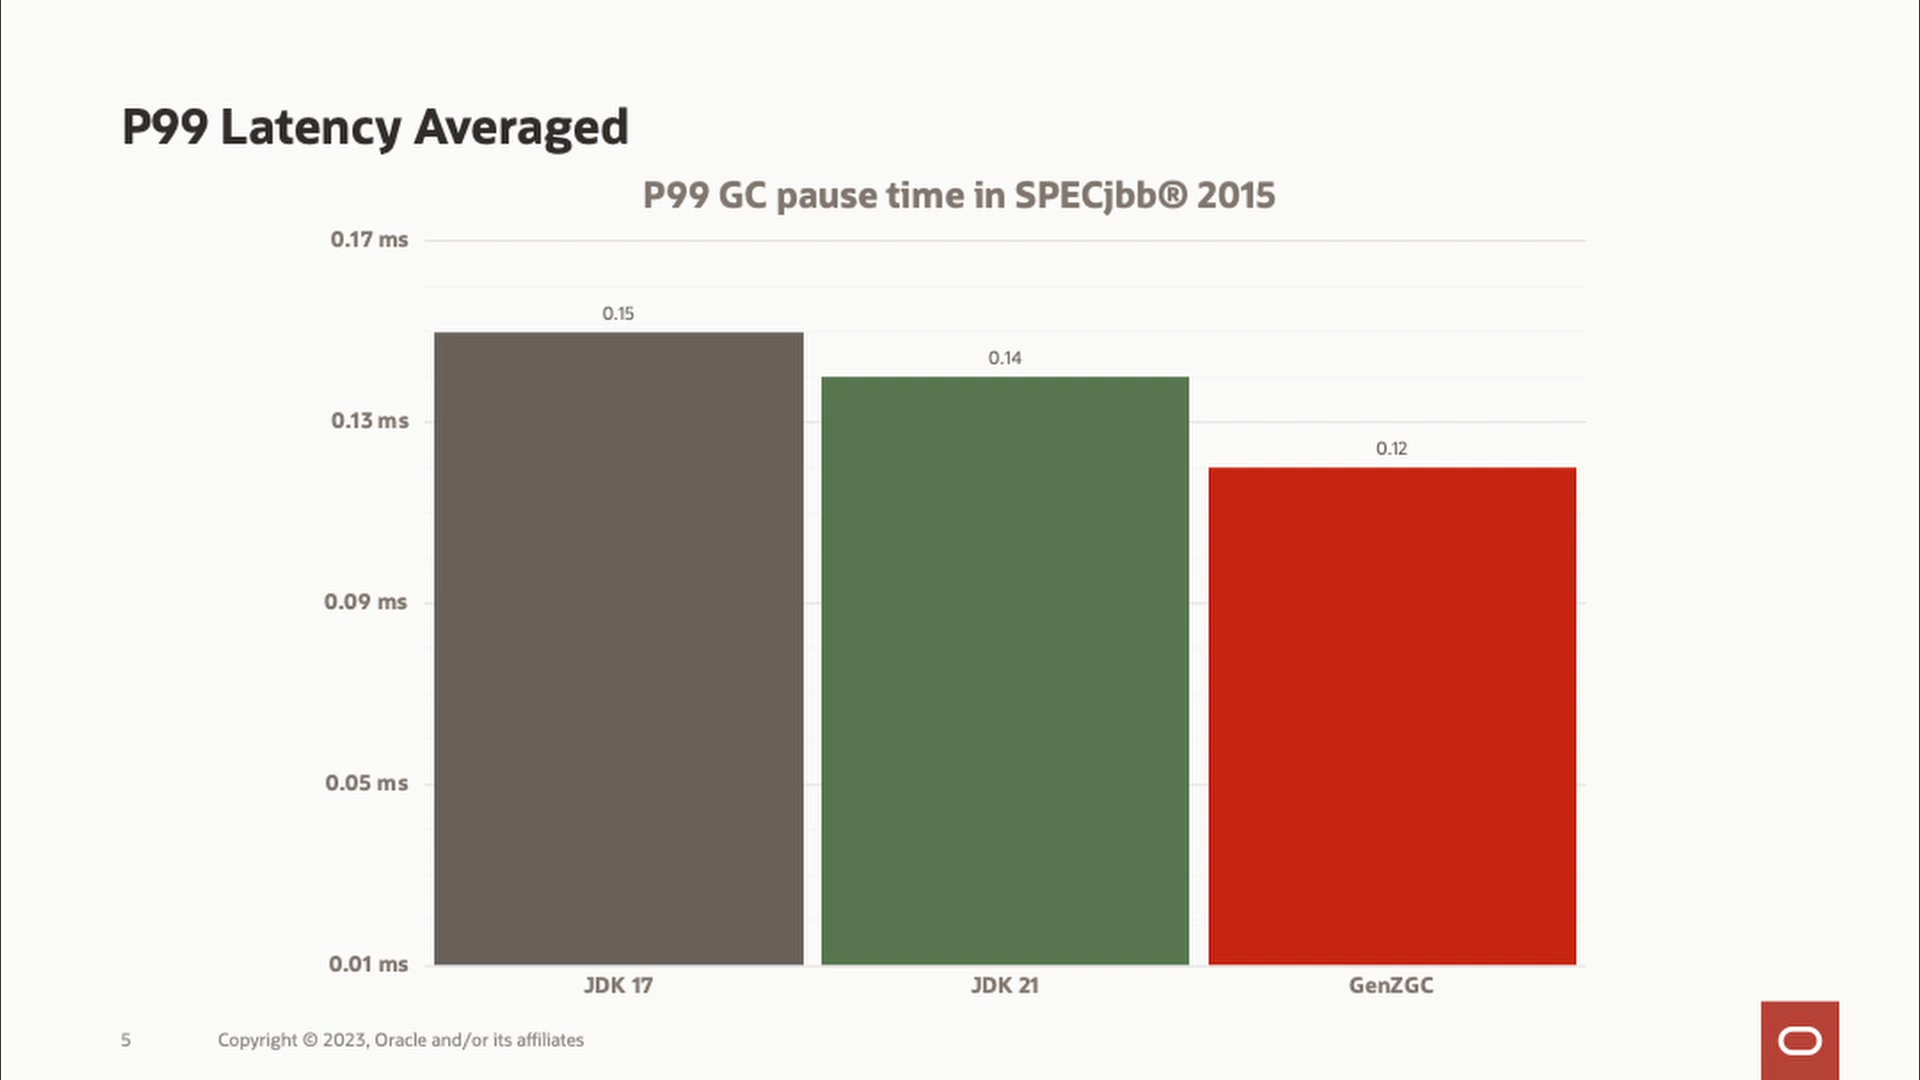 P99 Latency Averaged
P99 GC pause time in SPECjbb® 2015
0.17 ms
0.15
0.14
0.13 ms
0.12
0.09 ms
0.05 ms
0.01 ms
JDK 17
JDK 21
GenZGC
5
Copyright © 2023, Oracle and/or its affiliates